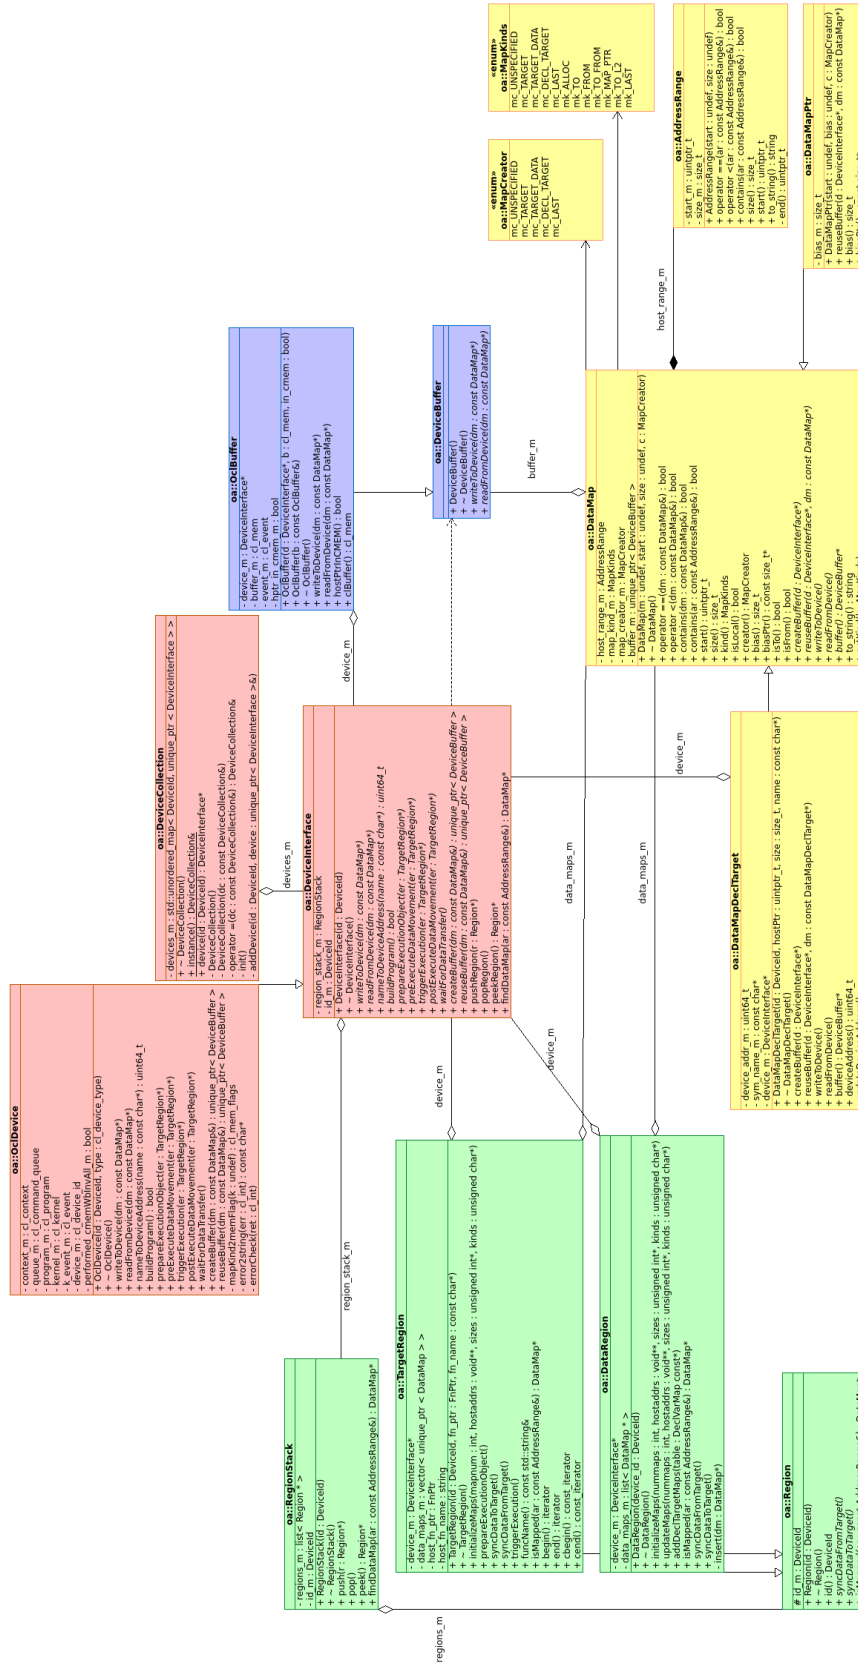 oa::OclDevice
- context_m : cl_context
- queue_m : cl_command_queue
- program_m : cl_program
- kernel_m : cl_kernel
- k_event_m : cl_event
- device_m : cl_device_id
- performed_cmemWbInvAll_m : bool
+ OclDevice(id : DeviceId, type : cl_device_type)
+ ~ OclDevice()
+ writeToDevice(dm : const DataMap*)
+ readFromDevice(dm : const DataMap*)
+ nameToDeviceAddress(name : const char*) : uint64_t
+ buildProgram() : bool
+ prepareExecutionObject(er : TargetRegion*)
+ preExecuteDataMovement(er : TargetRegion*)
+ triggerExecution(er : TargetRegion*)
+ postExecuteDataMovement(er : TargetRegion*)
+ waitForDataTransfer()
+ createBuffer(dm : const DataMap&) : unique_ptr< DeviceBuffer >
+ reuseBuffer(dm : const DataMap&) : unique_ptr< DeviceBuffer >
- mapKind2memFlag(k : undef) : cl_mem_flags
- error2string(err : cl_int) : const char*
- errorCheck(ret : cl_int)
oa::DeviceCollection
- devices_m : std::unordered_map< DeviceId, unique_ptr < DeviceInterface > >
+ ~ DeviceCollection()
+ instance() : DeviceCollection&
+ device(id : DeviceId) : DeviceInterface*
- DeviceCollection()
- DeviceCollection(dc : const DeviceCollection&)
- operator =(dc : const DeviceCollection&) : DeviceCollection&
- init()
- addDevice(id : DeviceId, device : unique_ptr< DeviceInterface >&)
oa::OclBuffer
- device_m : DeviceInterface*
- buffer_m : cl_mem
- event_m : cl_event
- hptr_in_cmem_m : bool
+ OclBuffer(d : DeviceInterface*, b : cl_mem, in_cmem : bool)
+ OclBuffer(b : const OclBuffer&)
+ ~ OclBuffer()
+ writeToDevice(dm : const DataMap*)
+ readFromDevice(dm : const DataMap*)
+ hostPtrInCMEM() : bool
+ clBuffer() : cl_mem
devices_m
device_m
oa::RegionStack
- regions_m : list< Region * >
- id_m : DeviceId
+ RegionStack(id : DeviceId)
+ ~ RegionStack()
+ push(r : Region*)
+ pop()
+ peek() : Region*
+ findDataMap(ar : const AddressRange&) : DataMap*
region_stack_m
oa::DeviceInterface
- region_stack_m : RegionStack
- id_m : DeviceId
+ DeviceInterface(id : DeviceId)
+ ~ DeviceInterface()
+ writeToDevice(dm : const DataMap*)
+ readFromDevice(dm : const DataMap*)
+ nameToDeviceAddress(name : const char*) : uint64_t
+ buildProgram() : bool
+ prepareExecutionObject(er : TargetRegion*)
+ preExecuteDataMovement(er : TargetRegion*)
+ triggerExecution(er : TargetRegion*)
+ postExecuteDataMovement(er : TargetRegion*)
+ waitForDataTransfer()
+ createBuffer(dm : const DataMap&) : unique_ptr< DeviceBuffer >
+ reuseBuffer(dm : const DataMap&) : unique_ptr< DeviceBuffer >
+ pushRegion(r : Region*)
+ popRegion()
+ peekRegion() : Region*
+ findDataMap(ar : const AddressRange&) : DataMap*
oa::DeviceBuffer
+ DeviceBuffer()
+ ~ DeviceBuffer()
+ writeToDevice(dm : const DataMap*)
+ readFromDevice(dm : const DataMap*)
regions_m
device_m
device_m
buffer_m
oa::TargetRegion
- device_m : DeviceInterface*
- data_maps_m : vector< unique_ptr < DataMap > >
- host_fn_ptr : FnPtr
- host_fn_name : string
+ TargetRegion(id : DeviceId, fn_ptr : FnPtr, fn_name : const char*)
+ ~ TargetRegion()
+ initializeMaps(mapnum : int, hostaddrs : void**, sizes : unsigned int*, kinds : unsigned char*)
+ prepareExecutionObject()
+ syncDataToTarget()
+ syncDataFromTarget()
+ triggerExecution()
+ funcName() : const std::string&
+ isMapped(ar : const AddressRange&) : DataMap*
+ begin() : iterator
+ end() : iterator
+ cbegin() : const_iterator
+ cend() : const_iterator
«enum»
oa::MapCreator
mc_UNSPECIFIED
mc_TARGET
mc_TARGET_DATA
mc_DECL_TARGET
mc_LAST
«enum»
oa::MapKinds
mc_UNSPECIFIED
mc_TARGET
mc_TARGET_DATA
mc_DECL_TARGET
mc_LAST
mk_ALLOC
mk_TO
mk_FROM
mk_TO_FROM
mk_MAP_PTR
mk_TO_L2
mk_LAST
data_maps_m
data_maps_m
device_m
host_range_m
oa::DataRegion
- device_m : DeviceInterface*
- data_maps_m : list< DataMap * >
+ DataRegion(device_id : DeviceId)
+ ~ DataRegion()
+ initializeMaps(nummaps : int, hostaddrs : void**, sizes : unsigned int*, kinds : unsigned char*)
+ updateMaps(nummaps : int, hostaddrs : void**, sizes : unsigned int*, kinds : unsigned char*)
+ addDeclTargetMaps(table : DeclVarMap const*)
+ isMapped(ar : const AddressRange&) : DataMap*
+ syncDataFromTarget()
+ syncDataToTarget()
- insert(dm : DataMap*)
oa::DataMap
- host_range_m : AddressRange
- map_kind_m : MapKinds
- map_creator_m : MapCreator
- buffer_m : unique_ptr < DeviceBuffer >
+ DataMap(m : undef, start : undef, size : undef, c : MapCreator)
+ ~ DataMap()
+ operator ==(dm : const DataMap&) : bool
+ operator <(dm : const DataMap&) : bool
+ contains(dm : const DataMap&) : bool
+ contains(ar : const AddressRange&) : bool
+ start() : uintptr_t
+ size() : size_t
+ kind() : MapKinds
+ isLocal() : bool
+ creator() : MapCreator
+ bias() : size_t
+ biasPtr() : const size_t*
+ isTo() : bool
+ isFrom() : bool
+ createBuffer(d : DeviceInterface*)
+ reuseBuffer(d : DeviceInterface*, dm : const DataMap*)
+ writeToDevice()
+ readFromDevice()
+ buffer() : DeviceBuffer*
+ to_string() : string
oa::AddressRange
- start_m : uintptr_t
- size_m : size_t
+ AddressRange(start : undef, size : undef)
+ operator ==(ar : const AddressRange&) : bool
+ operator <(ar : const AddressRange&) : bool
+ contains(ar : const AddressRange&) : bool
+ size() : size_t
+ start() : uintptr_t
+ to_string() : string
- end() : uintptr_t
oa::DataMapDeclTarget
- device_addr_m : uint64_t
- sym_name_m : const char*
- device_m : DeviceInterface*
+ DataMapDeclTarget(id : DeviceId, hostPtr : uintptr_t, size : size_t, name : const char*)
+ ~ DataMapDeclTarget()
+ createBuffer(d : DeviceInterface*)
+ reuseBuffer(d : DeviceInterface*, dm : const DataMapDeclTarget*)
+ writeToDevice()
+ readFromDevice()
+ buffer() : DeviceBuffer*
+ deviceAddress() : uint64_t
oa::Region
# id_m : DeviceId
+ Region(id : DeviceId)
+ ~ Region()
+ id() : DeviceId
+ syncDataFromTarget()
+ syncDataToTarget()
oa::DataMapPtr
- bias_m : size_t
+ DataMapPtr(start : undef, bias : undef, c : MapCreator)
+ reuseBuffer(d : DeviceInterface*, dm : const DataMap*)
+ bias() : size_t